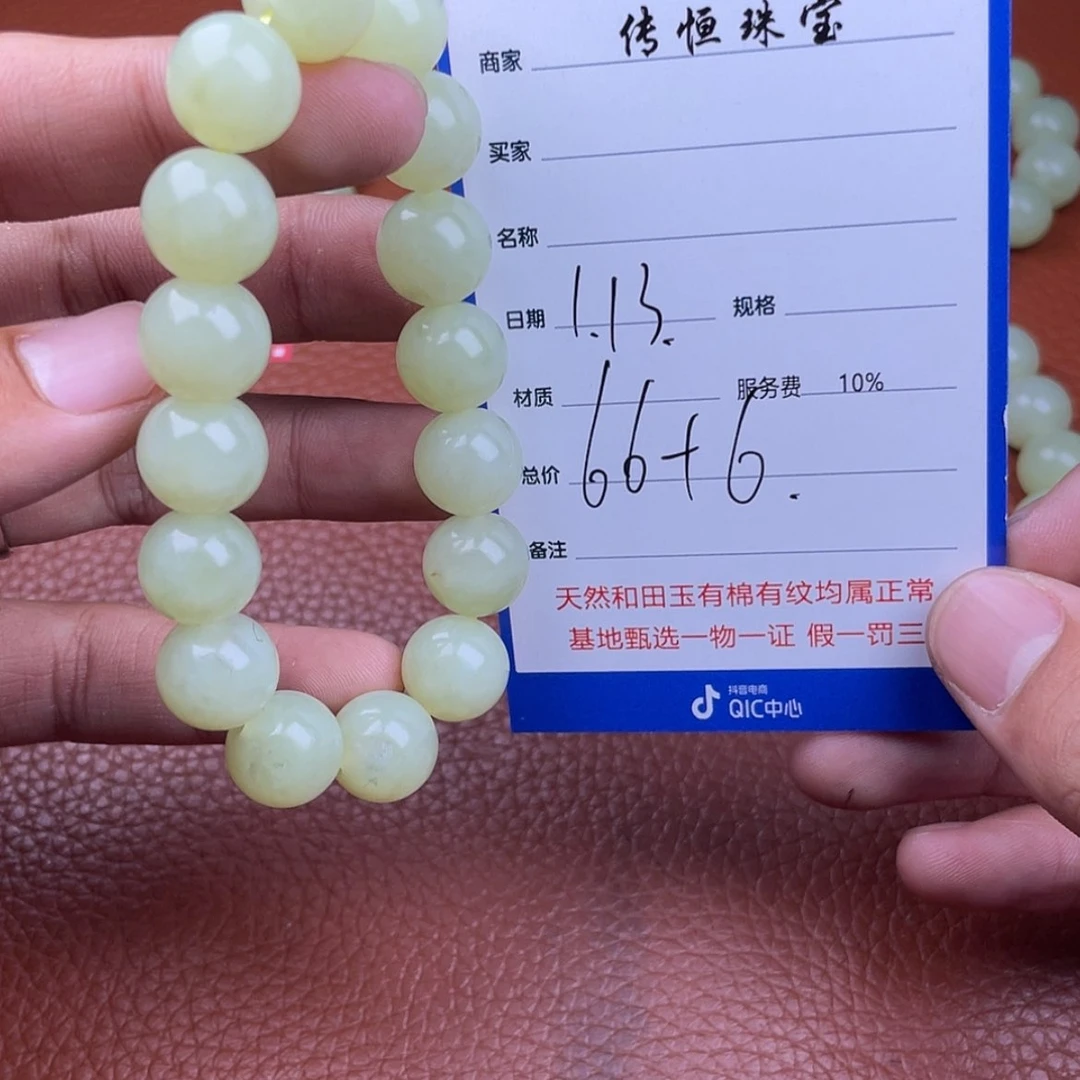 商家 传恒珠宝
买家
名称
日期 1.13. 规格
材质 服务费 10%
总价 66+6.
备注
天然和田玉有棉有纹均属正常
基地甄选一物一证 假一罚三
抖音电商
QIC中心